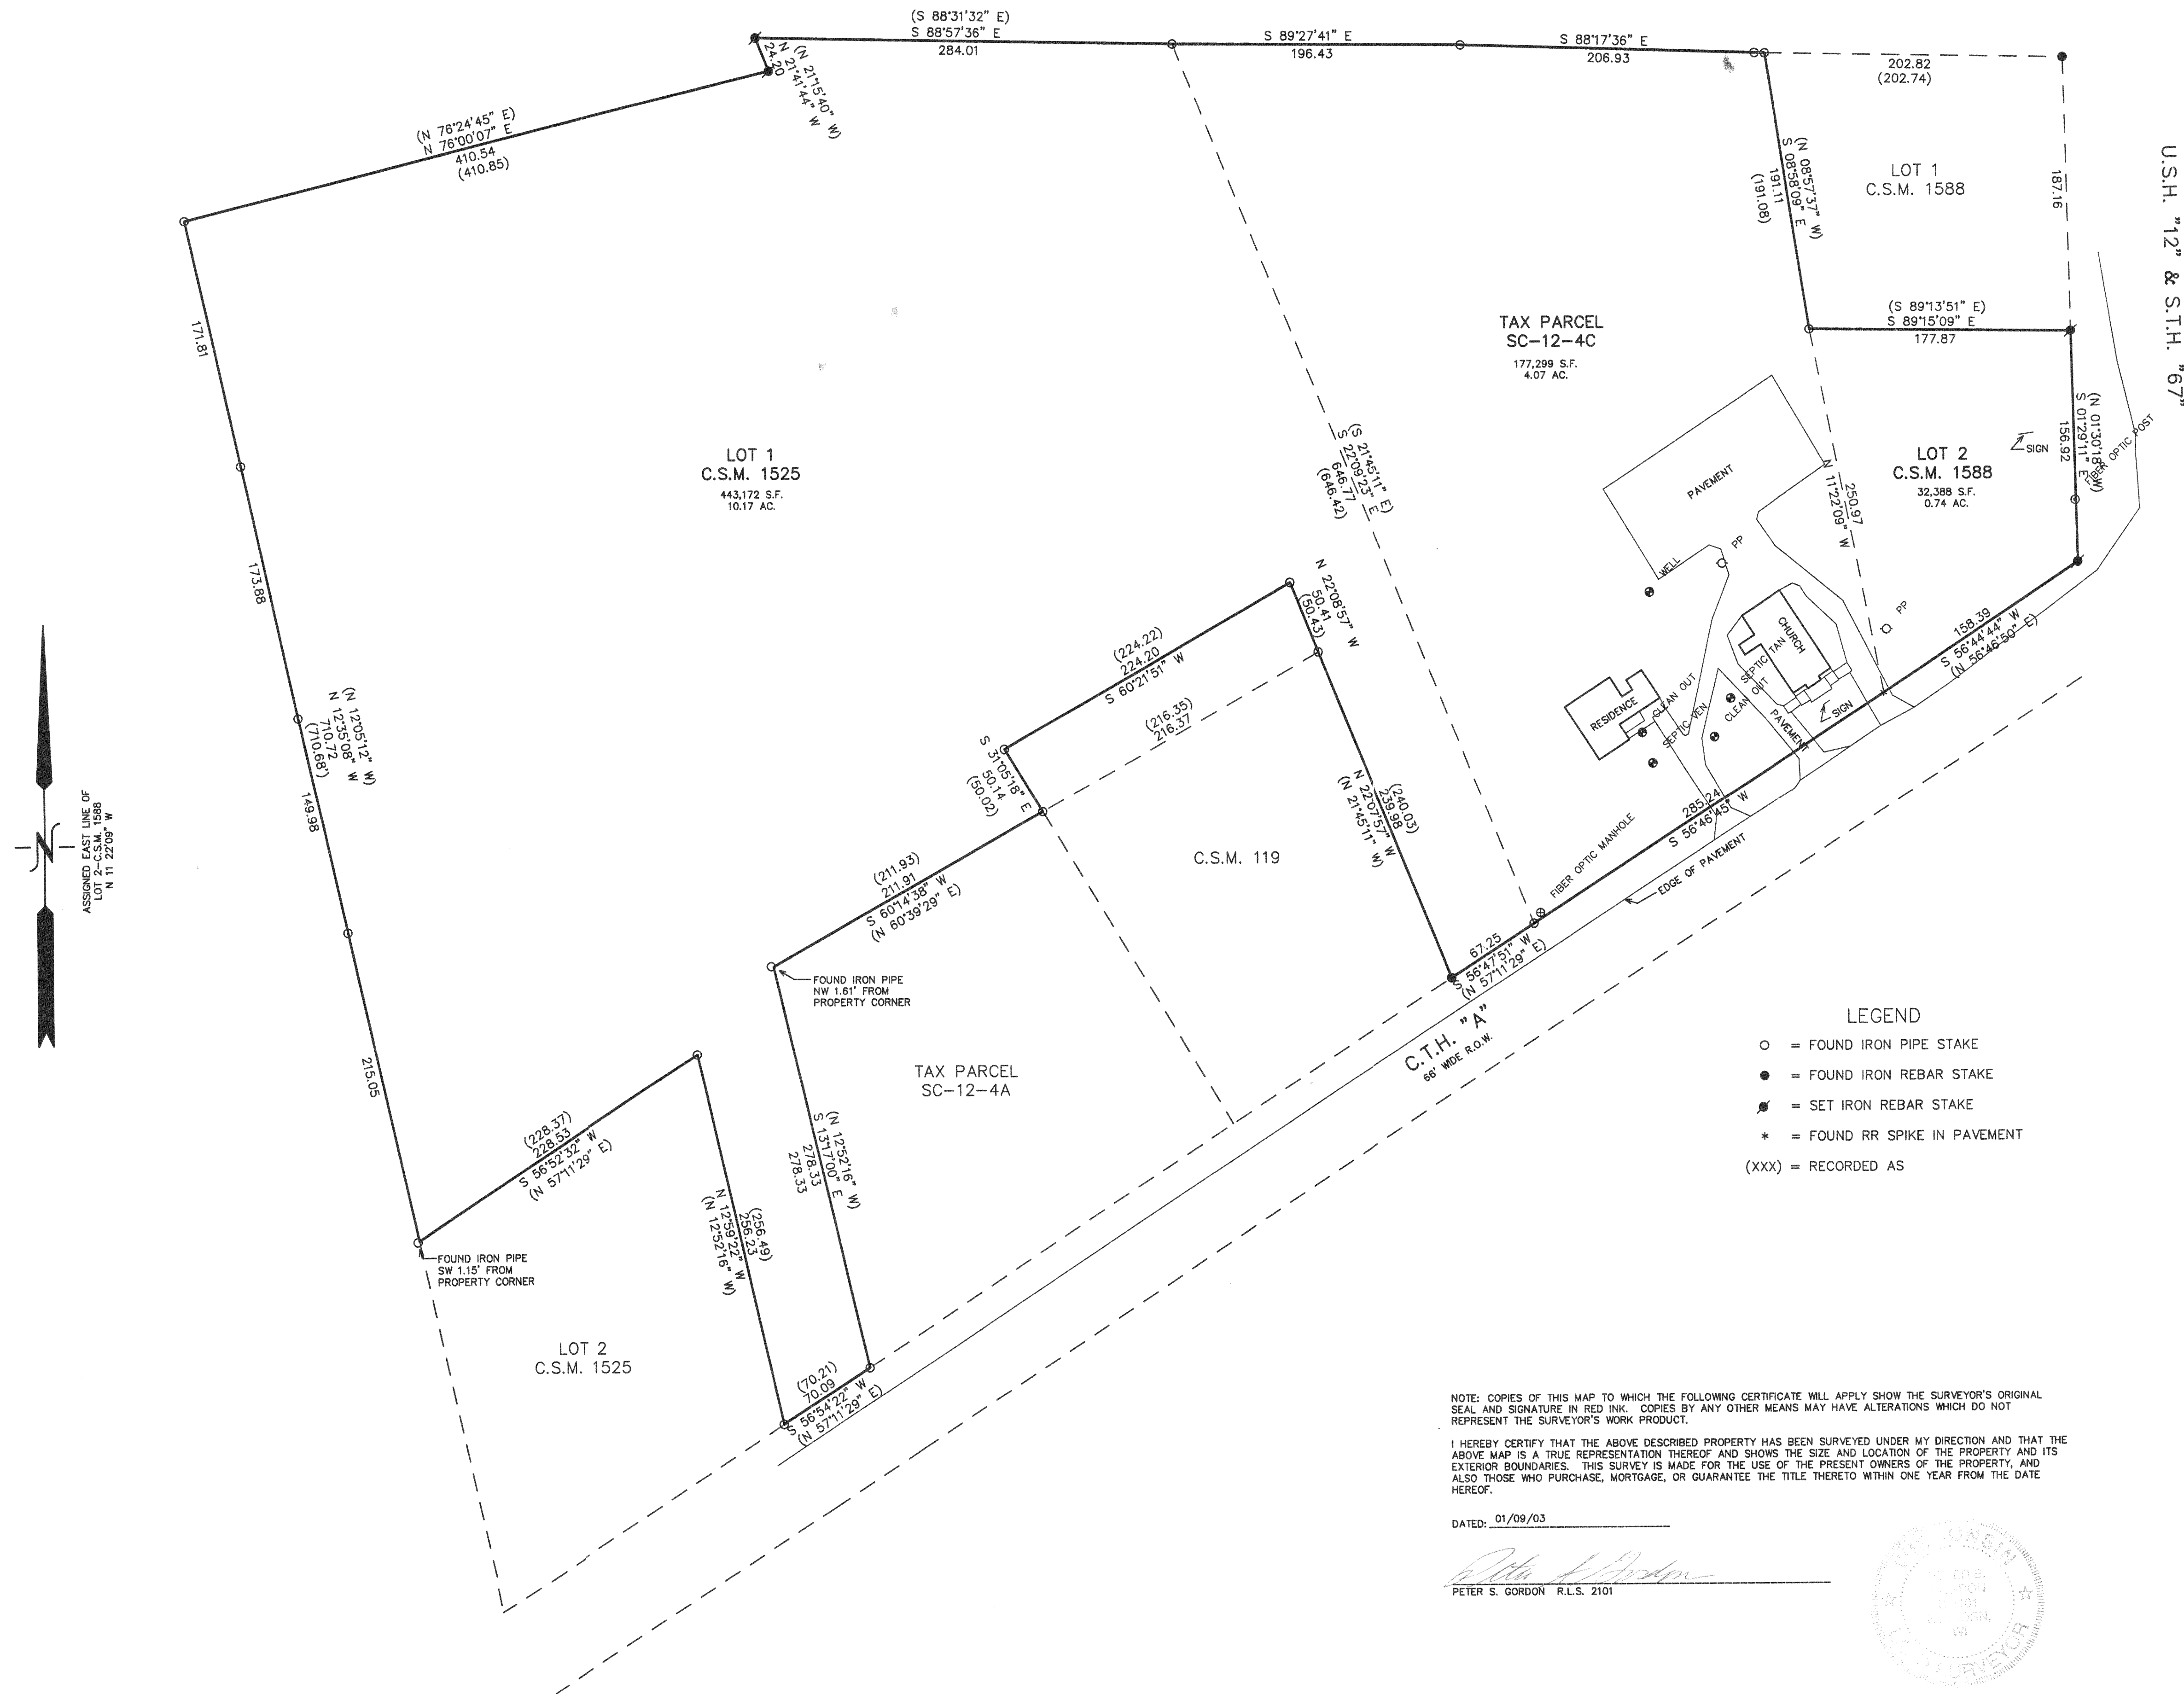 (S 88°31'32" E)
S 88°57'36" E
284.01
S 89°27'41" E
196.43
S 88°17'36" E
206.93
202.82
(202.74)
(N 21°15'40" W)
N 21°41'44" W
24.20
(N 76°24'45" E)
N 76°00'07" E
410.54
(410.85)
(N 08°57'37" W)
S 08°58'09" E
191.11
(191.08)
LOT 1
C.S.M. 1588
187.16
U.S.H. "12" & S.T.H. "67"
(S 89°13'51" E)
S 89°15'09" E
177.87
171.81
TAX PARCEL
SC-12-4C
177,299 S.F.
4.07 AC.
LOT 1
C.S.M. 1525
443,172 S.F.
10.17 AC.
(S 21°45'11" E)
S 22°09'23" E
646.77
(646.42)
PAVEMENT
250.97
N 11°22'09" W
SIGN
LOT 2
C.S.M. 1588
32,388 S.F.
0.74 AC.
(N 01°30'18" W)
S 01°29'11" E
156.92
FIBER OPTIC POST
173.88
WELL
PP
PP
CHURCH
SEPTIC TAN
CLEAN OUT
SEPTIC VEN
CLEAN OUT
RESIDENCE
PAVEMENT
SIGN
158.39
S 56°44'44" W
(N 56°46'50" E)
N 22°08'57" W
50.41
(50.43)
(224.22)
224.20
S 60°21'51" W
(216.35)
216.37
S 31°05'18" E
50.14
(50.02)
(N 12°05'12" W)
N 12°35'08" W
710.72
(710.68')
149.98
ASSIGNED EAST LINE OF
LOT 2-C.S.M. 1588
N 11 22'09" W
N
(240.03)
239.98
N 22°07'57" W
(N 21°45'11" W)
C.S.M. 119
285.24
S 56°46'45" W
FIBER OPTIC MANHOLE
EDGE OF PAVEMENT
(211.93)
211.91
S 60°14'38" W
(N 60°39'29" E)
67.25
S 56°47'51" W
(N 57°11'29" E)
FOUND IRON PIPE
NW 1.61' FROM
PROPERTY CORNER
C.T.H. "A"
66' WIDE R.O.W.
215.05
TAX PARCEL
SC-12-4A
(228.37)
228.53
S 56°52'32" W
(N 57°11'29" E)
(N 12°52'16" W)
S 13°17'00" E
278.33
278.33
(256.49)
256.23
N 12°59'22" W
(N 12°52'16" W)
FOUND IRON PIPE
SW 1.15' FROM
PROPERTY CORNER
LOT 2
C.S.M. 1525
(70.21)
70.09
S 56°54'22" W
(N 57°11'29" E)
LEGEND
= FOUND IRON PIPE STAKE
= FOUND IRON REBAR STAKE
= SET IRON REBAR STAKE
* = FOUND RR SPIKE IN PAVEMENT
(XXX) = RECORDED AS
NOTE: COPIES OF THIS MAP TO WHICH THE FOLLOWING CERTIFICATE WILL APPLY SHOW THE SURVEYOR'S ORIGINAL
SEAL AND SIGNATURE IN RED INK. COPIES BY ANY OTHER MEANS MAY HAVE ALTERATIONS WHICH DO NOT
REPRESENT THE SURVEYOR'S WORK PRODUCT.
I HEREBY CERTIFY THAT THE ABOVE DESCRIBED PROPERTY HAS BEEN SURVEYED UNDER MY DIRECTION AND THAT THE
ABOVE MAP IS A TRUE REPRESENTATION THEREOF AND SHOWS THE SIZE AND LOCATION OF THE PROPERTY AND ITS
EXTERIOR BOUNDARIES. THIS SURVEY IS MADE FOR THE USE OF THE PRESENT OWNERS OF THE PROPERTY, AND
ALSO THOSE WHO PURCHASE, MORTGAGE, OR GUARANTEE THE TITLE THERETO WITHIN ONE YEAR FROM THE DATE
HEREOF.
DATED: 01/09/03
PETER S. GORDON R.L.S. 2101
WISCONSIN
WI
SURVEYOR